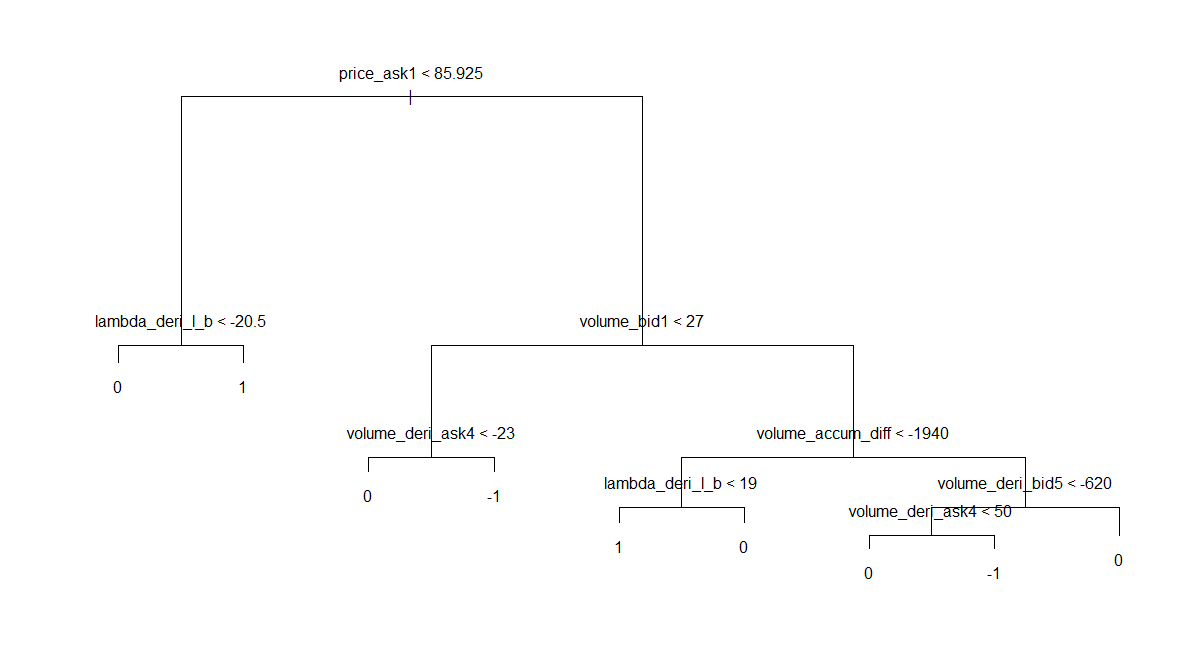 price_ask1 < 85.925
lambda_deri_l_b < -20.5
volume_bid1 < 27
0
1
volume_deri_ask4 < -23
volume_accum_diff < -1940
0
-1
lambda_deri_l_b < 19
volume_deri_bid5 < -620
volume_deri_ask4 < 50
1
0
0
-1
0